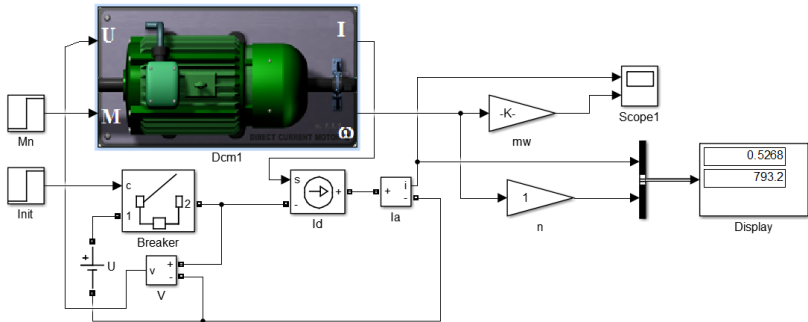 U
I
M
ω
DIRECT CURRENT MOTOR
Dcm1
Mn
-K-
mw
Scope1
Init
c
1
2
Breaker
s
+
-
Id
+
i
-
Ia
1
n
0.5268
793.2
Display
+
U
v
+
-
V